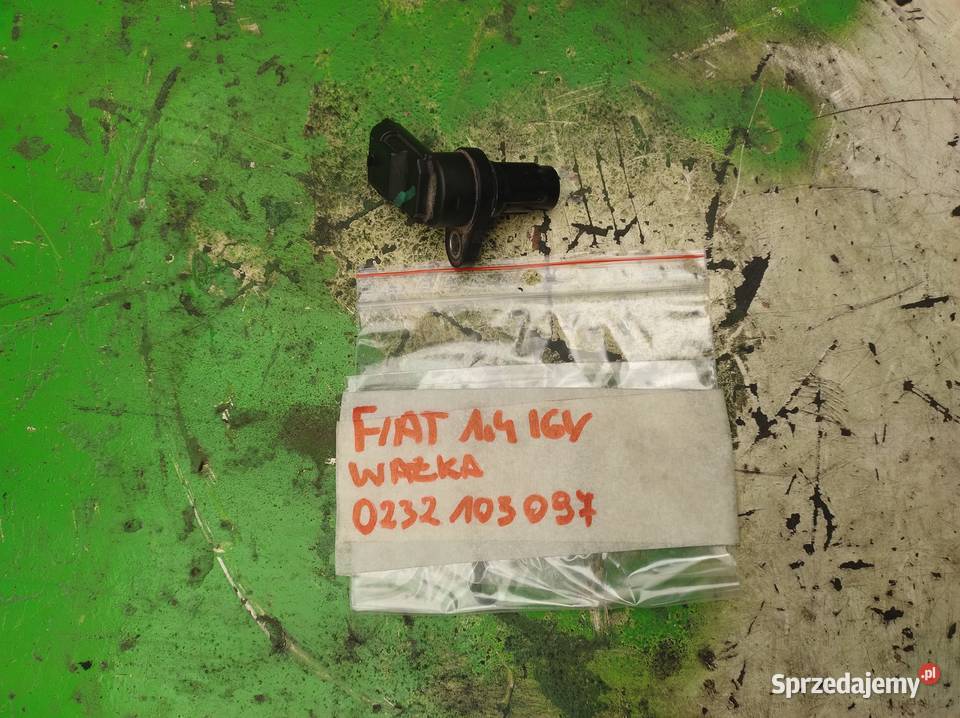 FIAT 1.4 16V
WAŁKA
0232 103 097
Sprzedajemy.pl